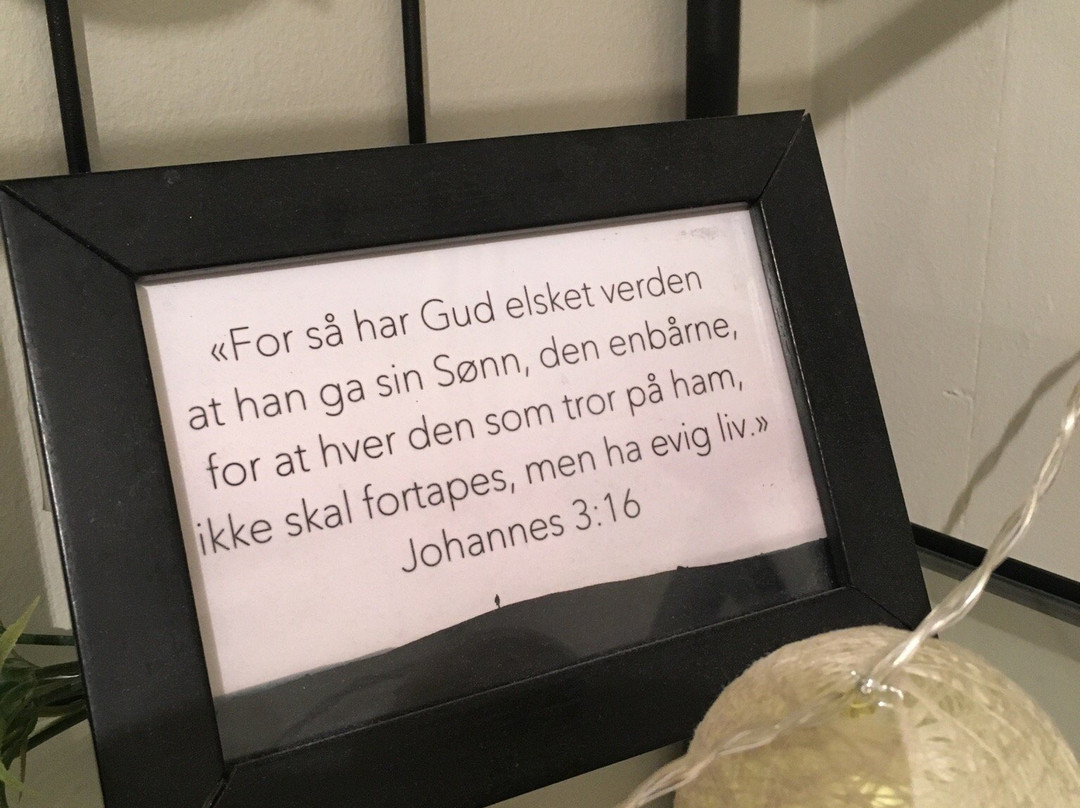 «For så har Gud elsket verden
at han ga sin Sønn, den enbårne,
for at hver den som tror på ham,
ikke skal fortapes, men ha evig liv.»
Johannes 3:16